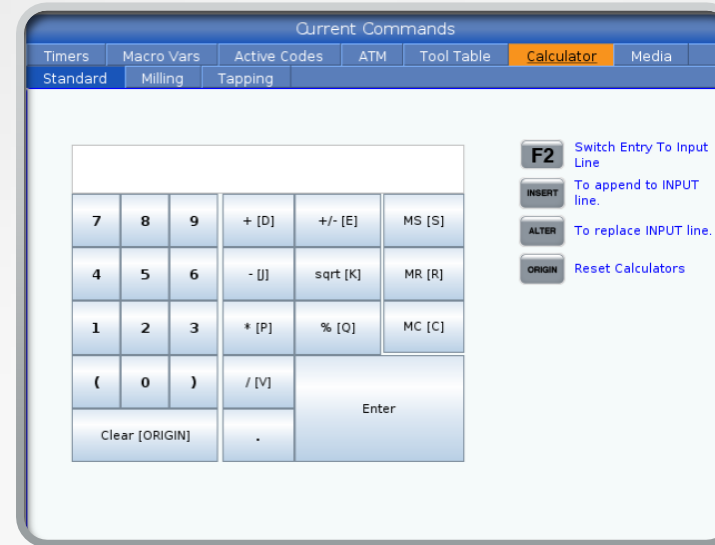 Current Commands
Timers Macro Vars Active Codes ATM Tool Table Calculator Media
Standard Milling Tapping
F2 Switch Entry To Input
Line
INSERT To append to INPUT
line.
ALTER To replace INPUT line.
ORIGIN Reset Calculators
7 8 9 + [D] +/- [E] MS [S]
4 5 6 - [J] sqrt [K] MR [R]
1 2 3 * [P] % [Q] MC [C]
( 0 ) / [V] Enter
Clear [ORIGIN] .